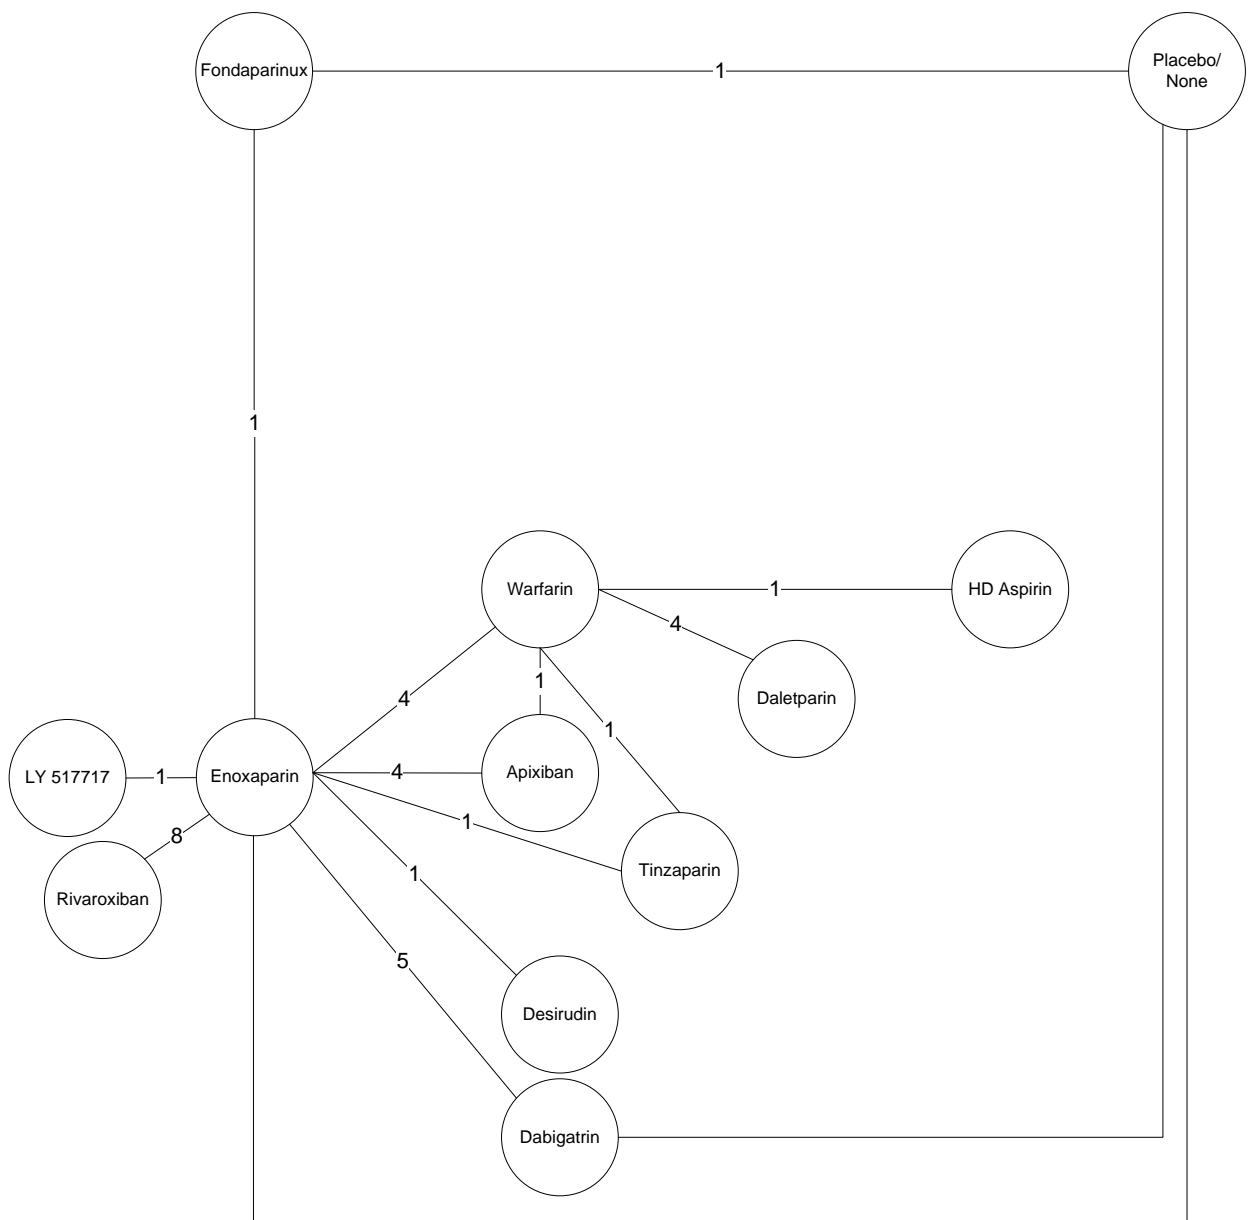 Fondaparinux
1
Placebo/
None
1
Warfarin
1
HD Aspirin
4
Daletparin
4
1
1
LY 517717
1
Enoxaparin
4
Apixiban
1
8
Tinzaparin
Rivaroxiban
1
5
Desirudin
Dabigatrin